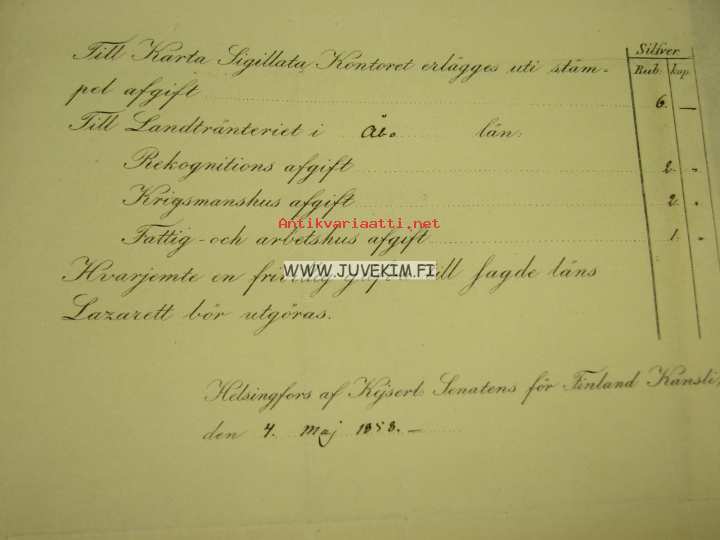 Silfver
Rub. kop.
Till Karta Sigillata Kontoret erlägges uti stäm-
pel afgift 6. —
Till Landtränteriet i Åbo län:
Rekognitions afgift 2. "
Krigsmanshus afgift 2. "
Antikvariaatti.net
Fattig- och arbetshus afgift 1. "
WWW.JUVEKIM.FI
Hvarjemte en frivillig till sagde läns
Lazarett bör utgöras.
Helsingfors af Kejserl. Senatens för Finland Kansli,
den 4. Maj 1858. —